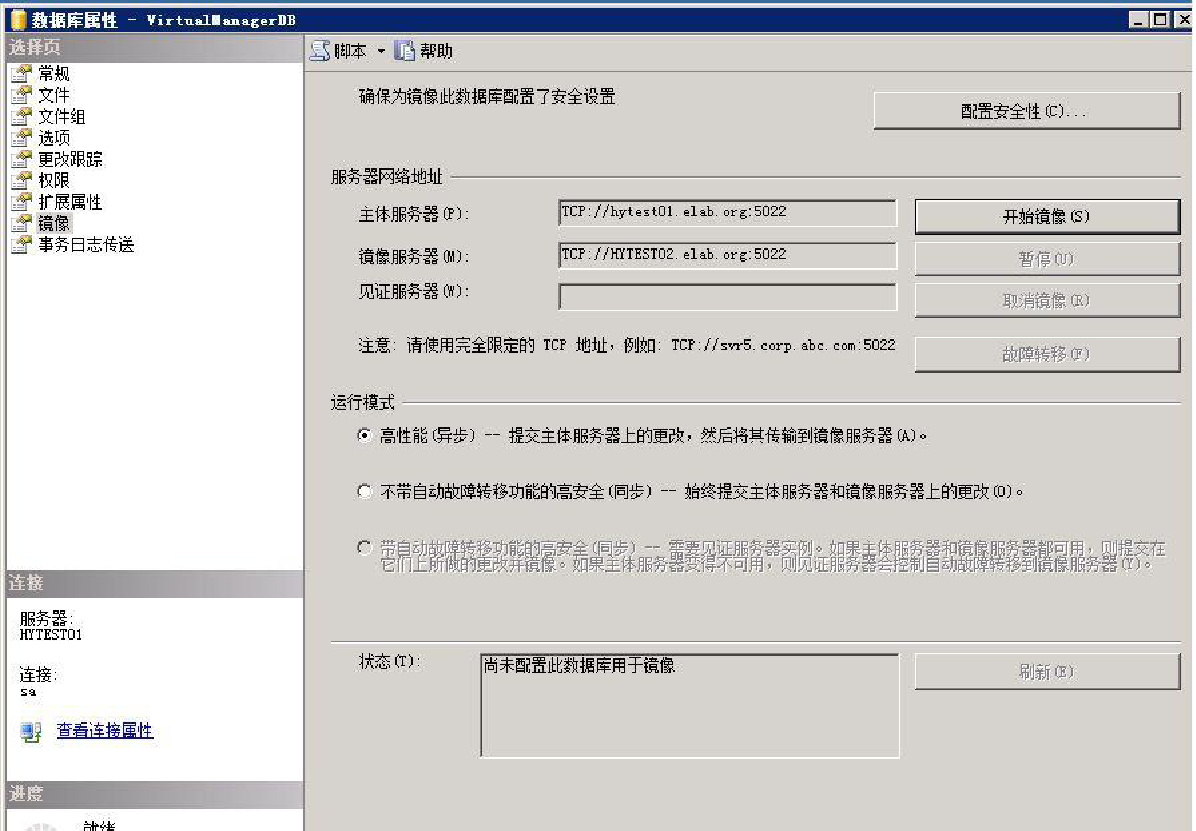 数据库属性 - VirtualManagerDB
选择页
常规
文件
文件组
选项
更改跟踪
权限
扩展属性
镜像
事务日志传送
连接
服务器:
HYTEST01
连接:
sa
查看连接属性
进度
就绪
脚本
帮助
确保为镜像此数据库配置了安全设置
配置安全性(C)...
服务器网络地址
主体服务器(P):
TCP://hytest01.elab.org:5022
开始镜像(S)
镜像服务器(M):
TCP://HYTEST02.elab.org:5022
暂停(U)
见证服务器(W):
取消镜像(R)
注意: 请使用完全限定的 TCP 地址，例如: TCP://svr5.corp.abc.com:5022
故障转移(F)
运行模式
高性能(异步) -- 提交主体服务器上的更改，然后将其传输到镜像服务器(A)。
不带自动故障转移功能的高安全(同步) -- 始终提交主体服务器和镜像服务器上的更改(O)。
带自动故障转移功能的高安全(同步) -- 需要见证服务器实例。如果主体服务器和镜像服务器都可用，则提交在
它们上所做的更改并镜像。如果主体服务器变得不可用，则见证服务器会控制自动故障转移到镜像服务器(T)。
状态(T):
尚未配置此数据库用于镜像
刷新(E)